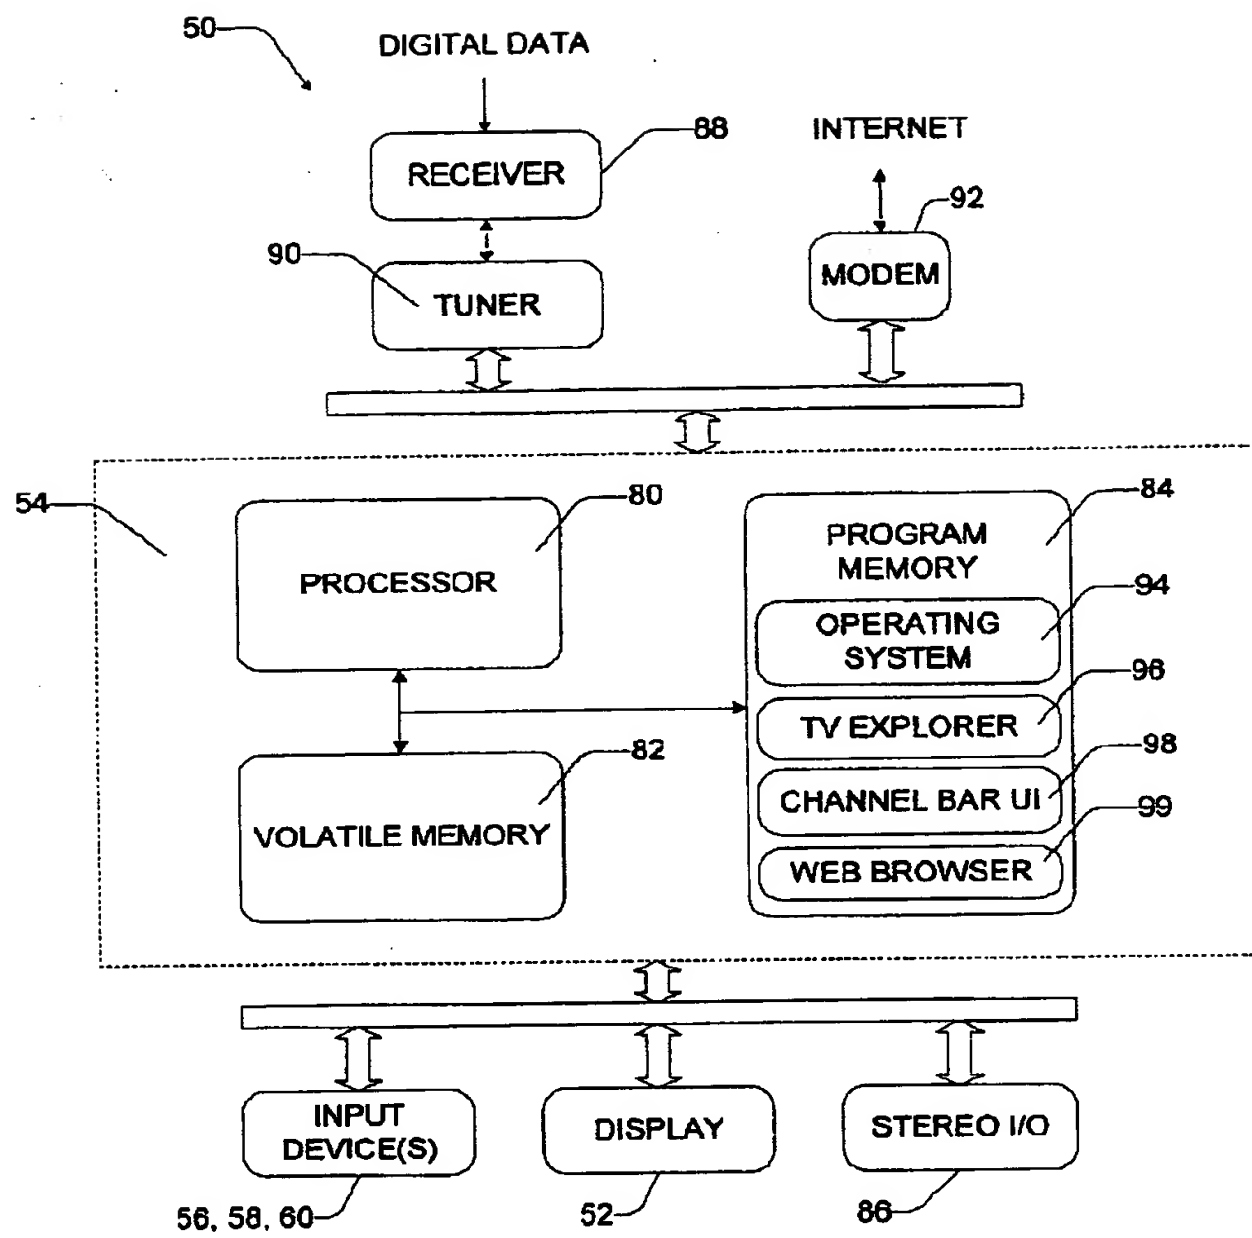 50
DIGITAL DATA
88
INTERNET
RECEIVER
92
90
MODEM
TUNER
54
80
84
PROGRAM
MEMORY
PROCESSOR
94
OPERATING
SYSTEM
96
TV EXPLORER
82
98
CHANNEL BAR UI
VOLATILE MEMORY
99
WEB BROWSER
INPUT
DEVICE(S)
DISPLAY
STEREO I/O
56, 58, 60
52
86